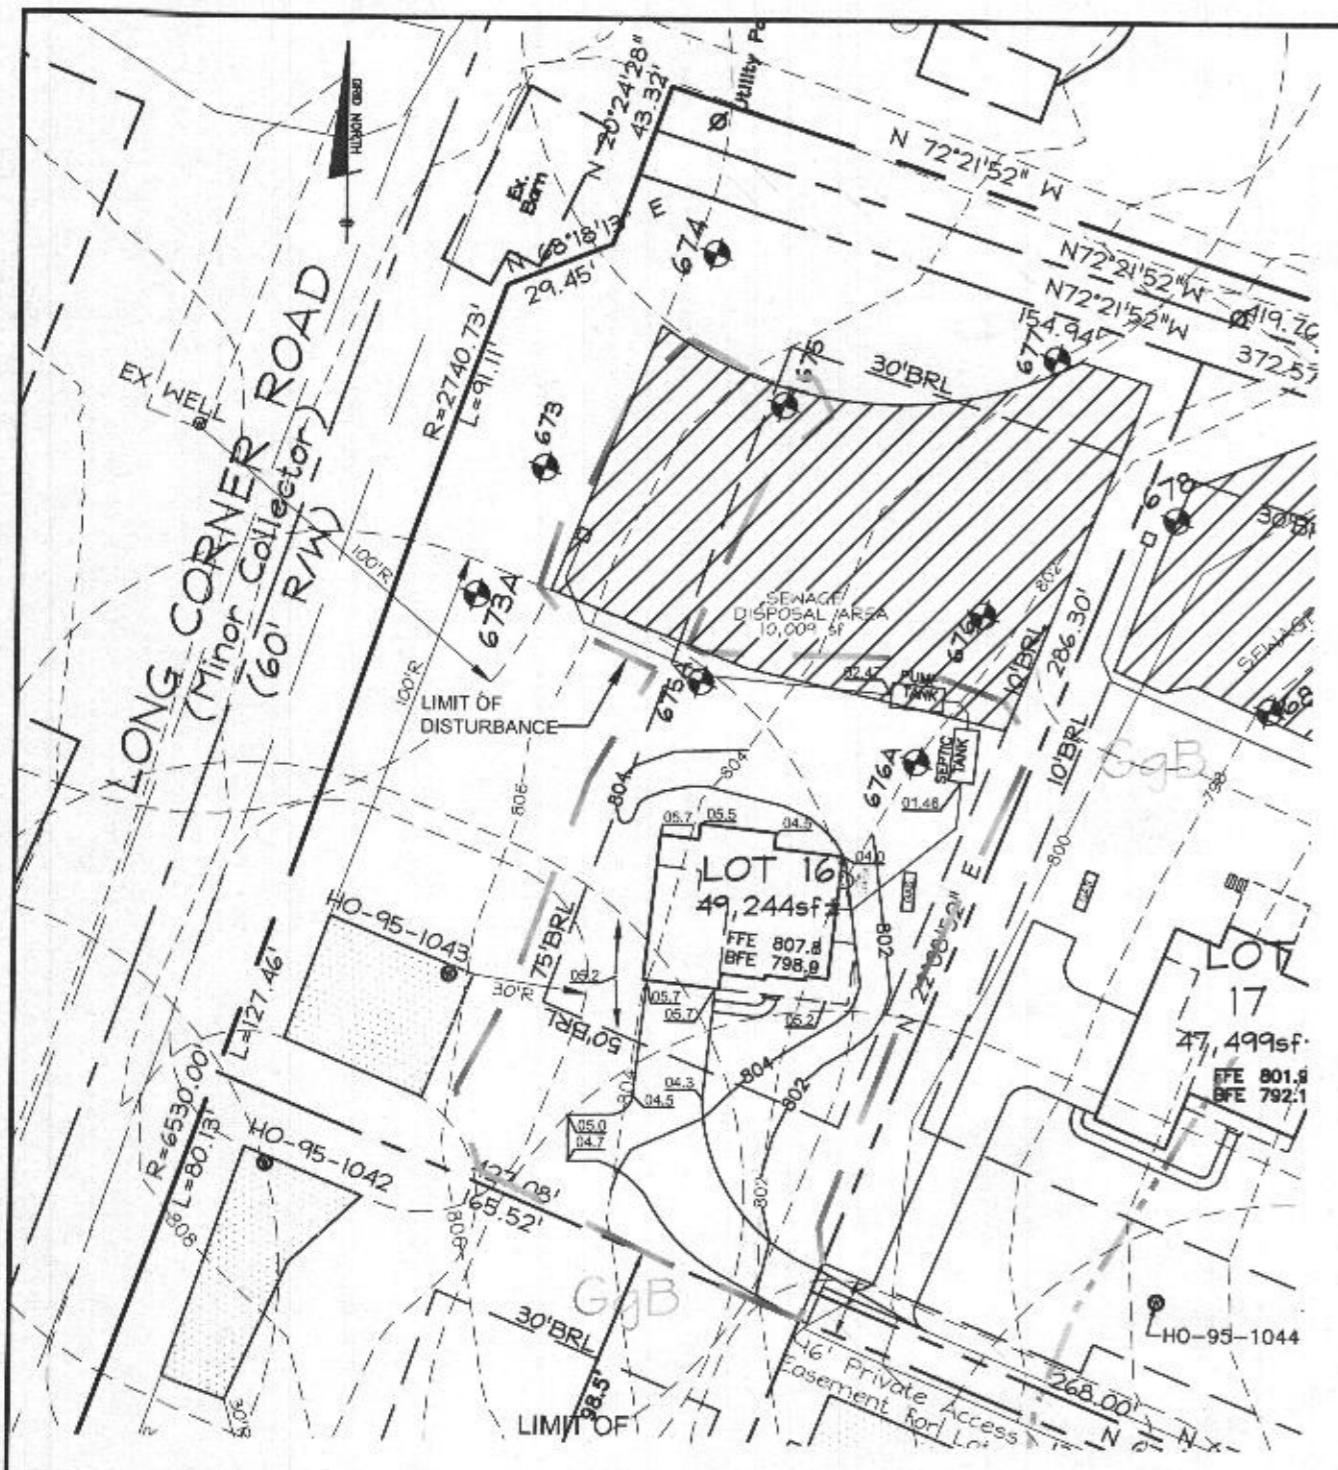 GRID NORTH
N 20°24'28"
43.32'
Utility Po
N 72°21'52" W
Ex.
Barn
N 68°18'13" E
29.45'
674
N72°21'52"W
N72°21'52"W
419.76
154.94'
372.57
677
675
30'BRL
EX WELL
LONG CORNER ROAD
(Minor Collector)
(60' R/W)
R=2740.73'
L=91.11'
673
678
30'B
100'R
673A
100'R
SEWAGE
DISPOSAL AREA
10,009 sf
676
802
10'BRL
286.30'
10'BRL
LIMIT OF
DISTURBANCE
675A
02.47
PUMP
TANK
SEPTIC
TANK
676A
01.46
GgB
798
800
806
804
804
05.7
05.5
04.5
04.0
LOT 16
49,244sf±
FFE 807.8
BFE 798.9
802
HO-95-1043
75'BRL
05.2
30'R
50'BRL
05.7
05.7
05.2
N 22°08'52" E
LOT
17
47,499sf
FFE 801.9
BFE 792.1
L=127.46'
R=6530.00'
L=80.13'
HO-95-1042
804
04.3
04.5
804
802
05.0
04.7
127.08'
165.52'
802
808
806
GgB
30'BRL
98.5'
LIMIT OF
HO-95-1044
268.00'
16' Private Access
Easement for Lo
N
N